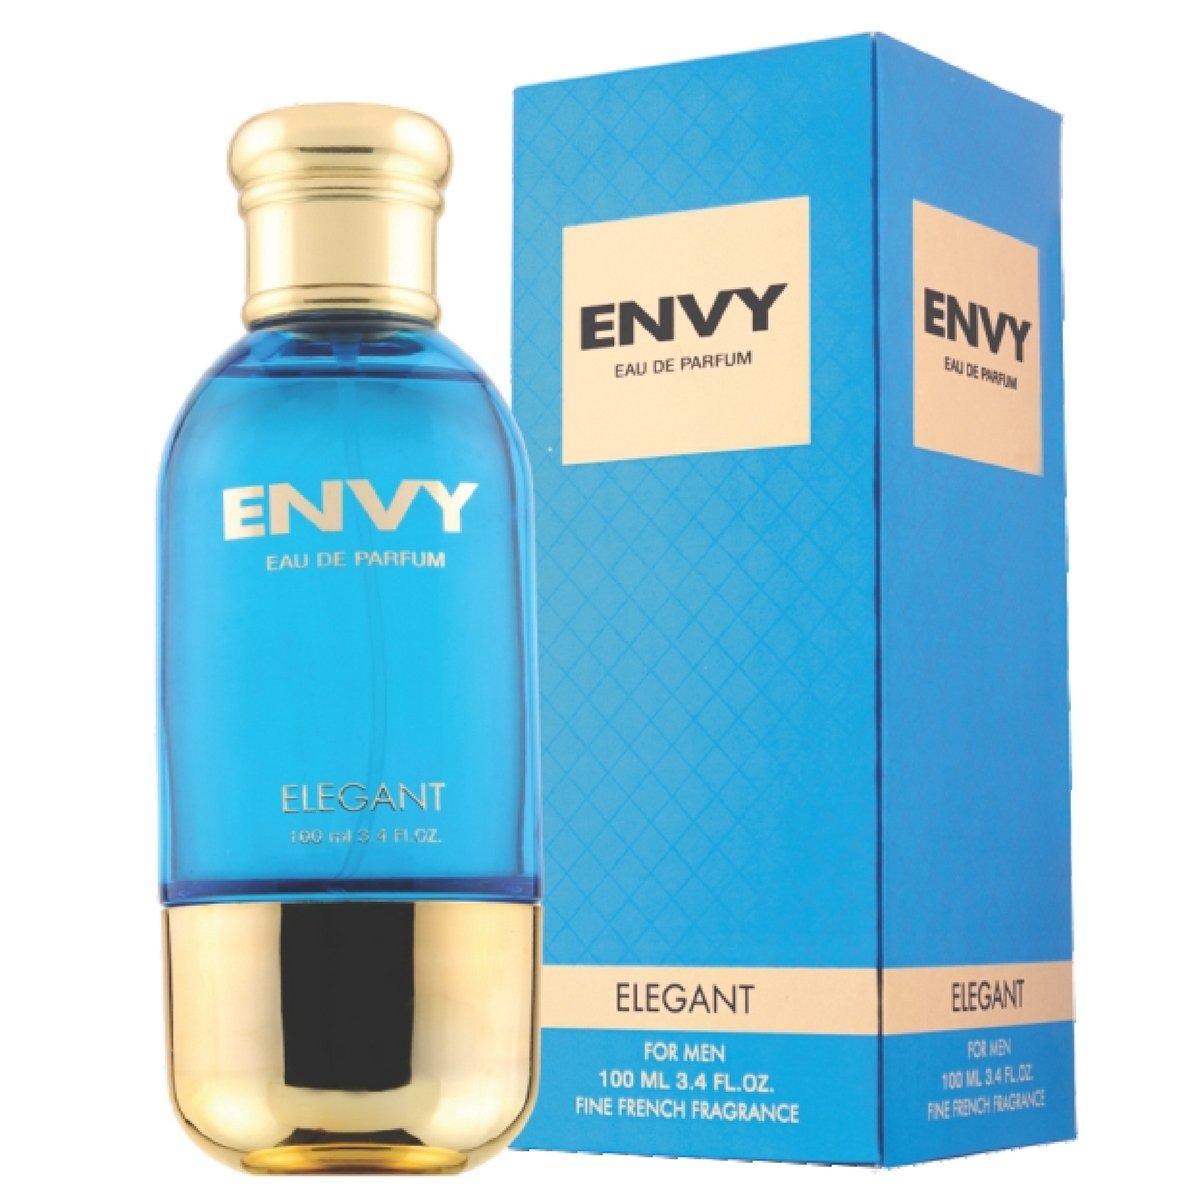 ENVY
EAU DE PARFUM
ELEGANT
100 ml 3.4 FL.OZ.
ENVY
EAU DE PARFUM
ELEGANT
FOR MEN
100 ML 3.4 FL.OZ.
FINE FRENCH FRAGRANCE
ENVY
EAU DE PARFUM
ELEGANT
FOR MEN
100 ML 3.4 FL.OZ.
FINE FRENCH FRAGRANCE